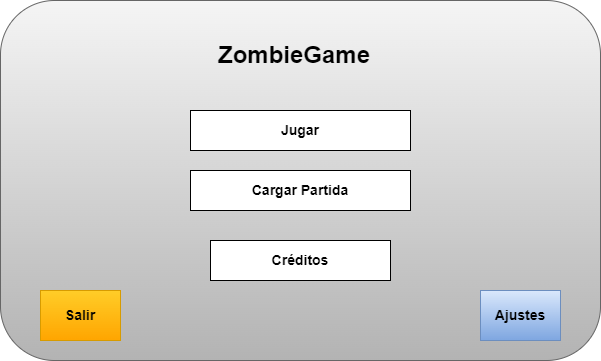 ZombieGame
Jugar
Cargar Partida
Créditos
Salir
Ajustes